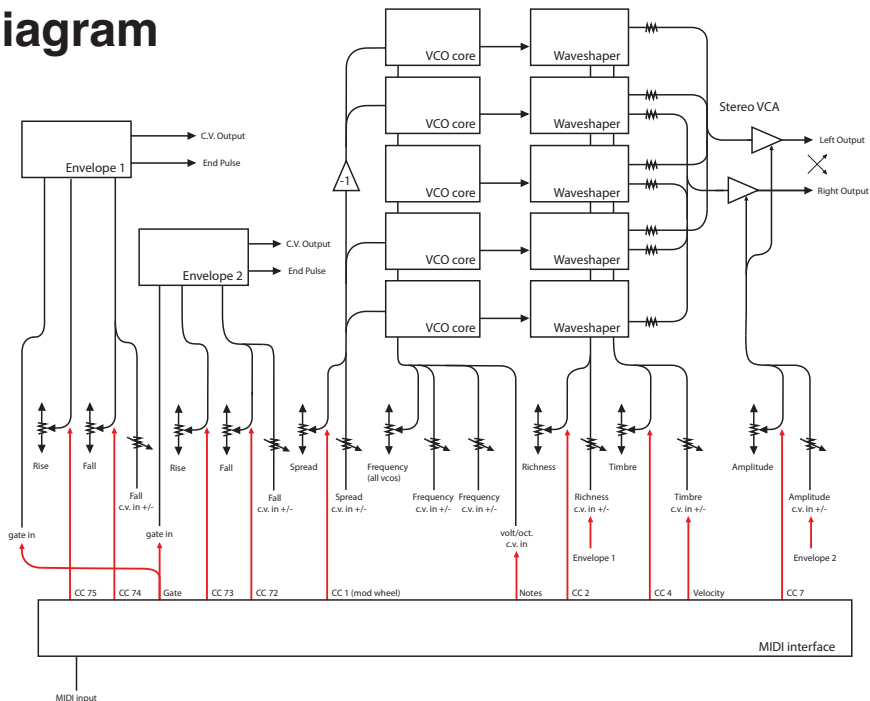 iagram
VCO core
Waveshaper
VCO core
Waveshaper
Stereo VCA
C.V. Output
Left Output
End Pulse
Envelope 1
-1
VCO core
Waveshaper
Right Output
C.V. Output
VCO core
Waveshaper
End Pulse
Envelope 2
VCO core
Waveshaper
Rise
Fall
Rise
Fall
Spread
Frequency
(all vcos)
Richness
Timbre
Amplitude
Fall
c.v. in +/-
Fall
c.v. in +/-
Spread
c.v. in +/-
Frequency
c.v. in +/-
Frequency
c.v. in +/-
Richness
c.v. in +/-
Timbre
c.v. in +/-
Amplitude
c.v. in +/-
gate in
gate in
volt/oct.
c.v. in
Envelope 1
Envelope 2
CC 75
CC 74
Gate
CC 73
CC 72
CC 1 (mod wheel)
Notes
CC 2
CC 4
Velocity
CC 7
MIDI interface
MIDI input